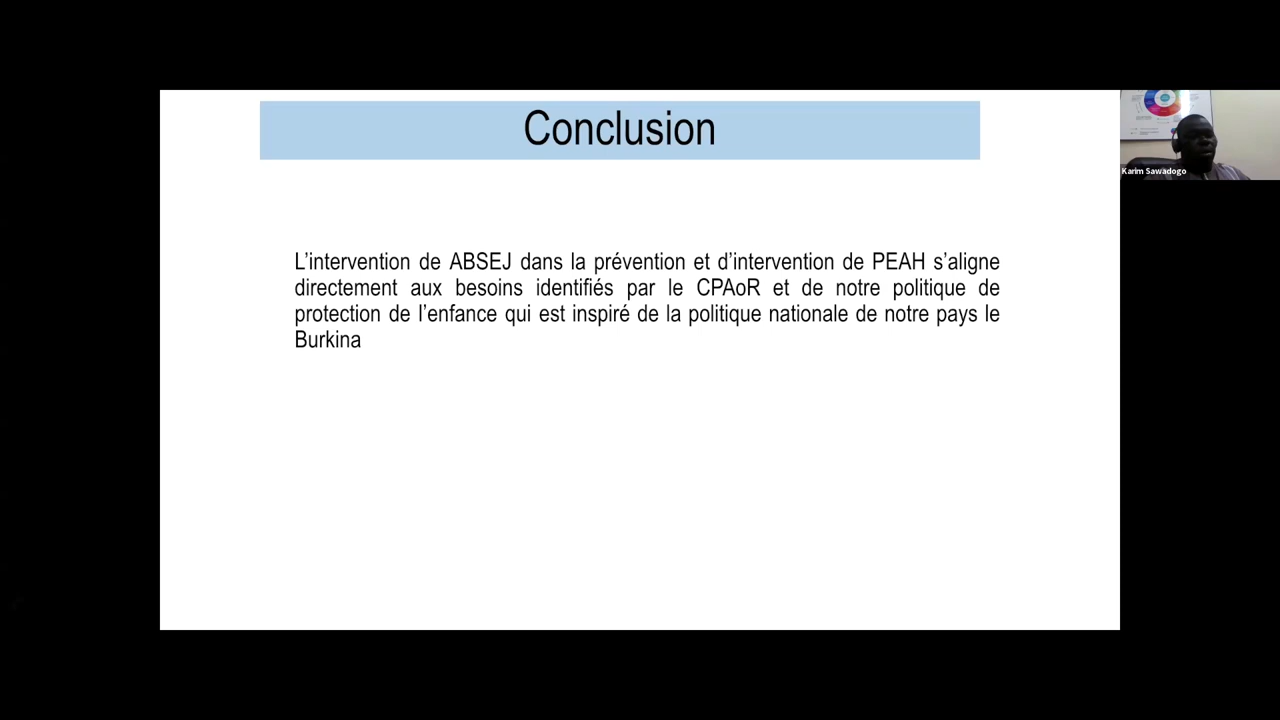 Conclusion
L’intervention de ABSEJ dans la prévention et d’intervention de PEAH s’aligne
directement aux besoins identifiés par le CPAoR et de notre politique de
protection de l’enfance qui est inspiré de la politique nationale de notre pays le
Burkina
Karim Sawadogo